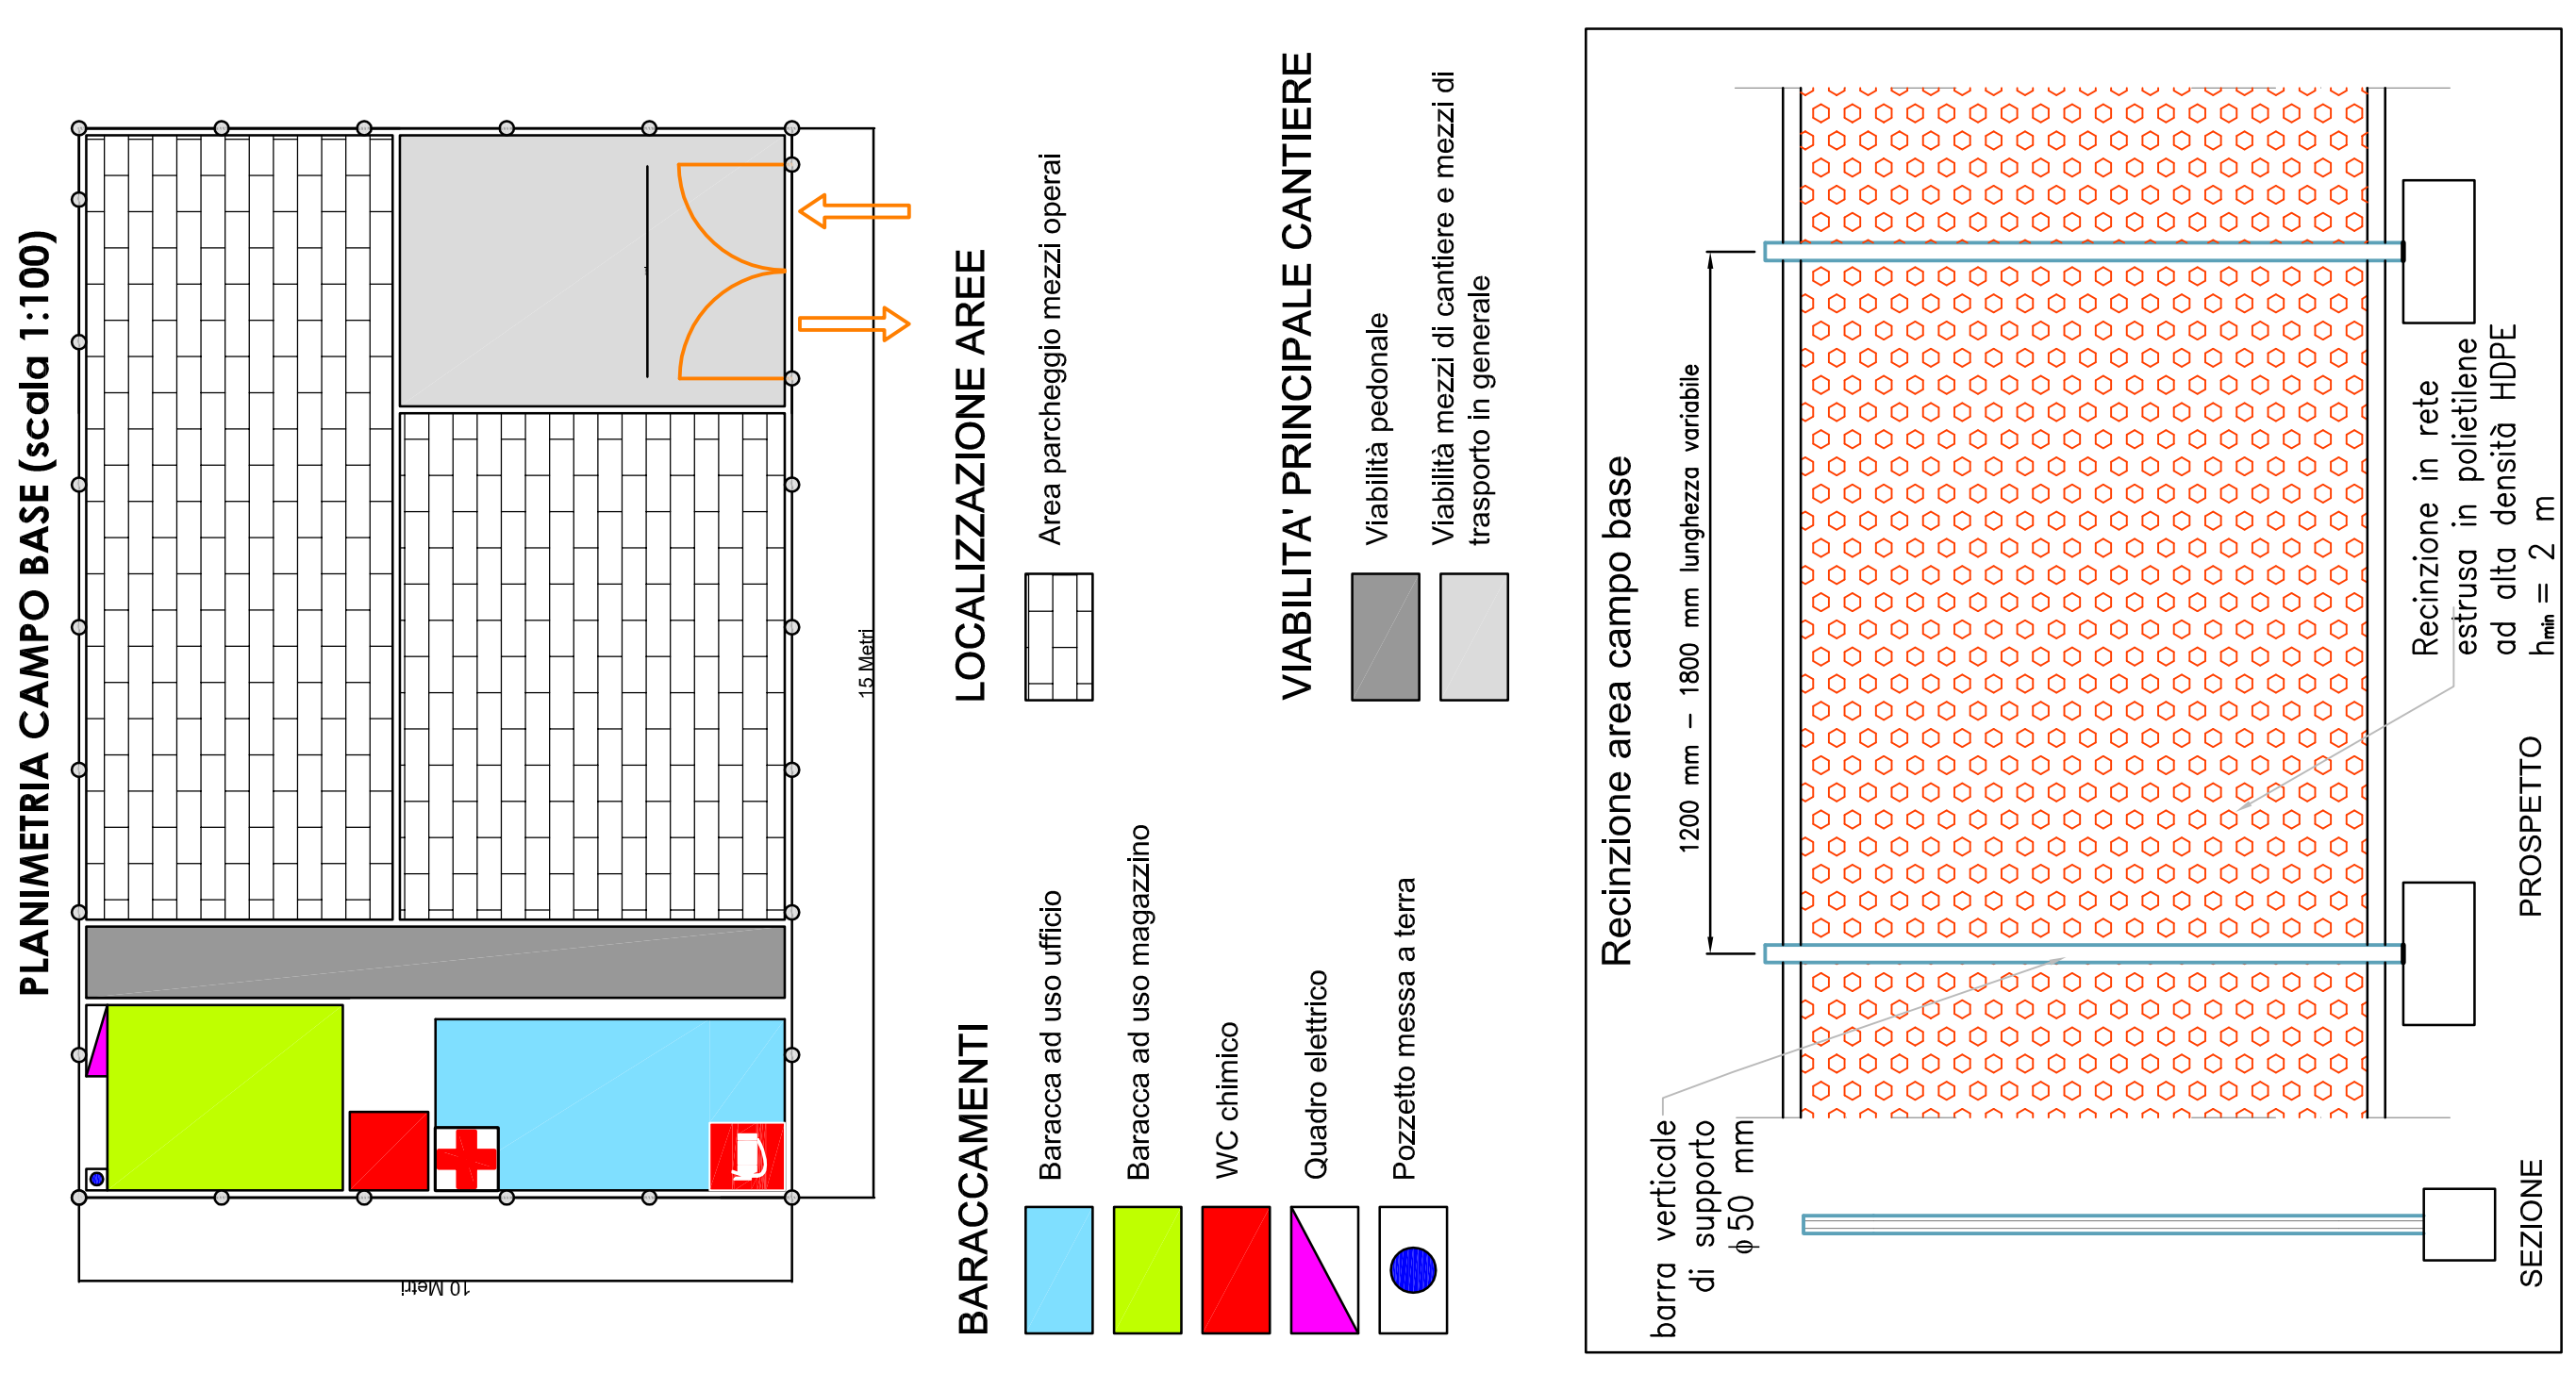 PLANIMETRIA CAMPO BASE (scala 1:100)
15 Metri
10 Metri
BARACCAMENTI
Baracca ad uso ufficio
Baracca ad uso magazzino
WC chimico
Quadro elettrico
Pozzetto messa a terra
LOCALIZZAZIONE AREE
Area parcheggio mezzi operai
VIABILITA' PRINCIPALE CANTIERE
Viabilità pedonale
Viabilità mezzi di cantiere e mezzi di
trasporto in generale
Recinzione area campo base
1200 mm – 1800 mm lunghezza variabile
barra verticale
di supporto
ϕ 50 mm
Recinzione in rete
estrusa in polietilene
ad alta densità HDPE
hmin = 2 m
SEZIONE
PROSPETTO